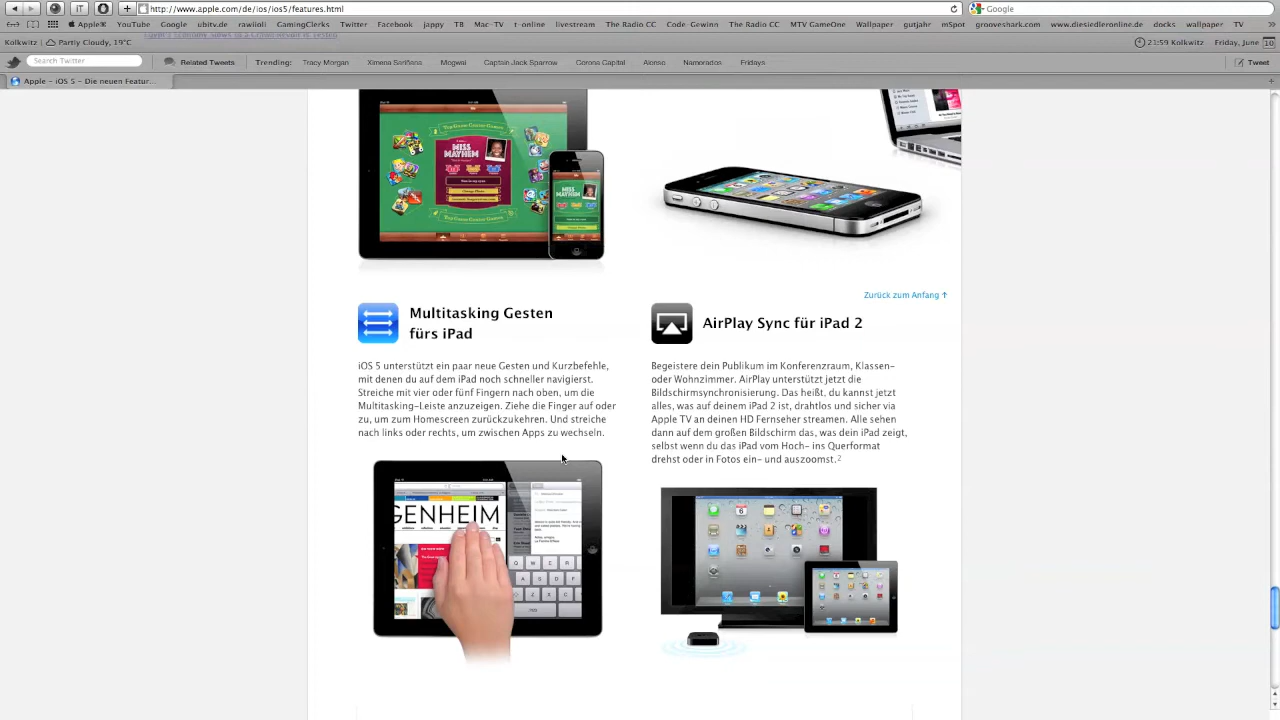 http://www.apple.com/ios/ios5/features.html
Google
Apple▾ YouTube Google ubitv.de wording it! GamingClerks Twitter Facebook jappy TB Mac-TV t-online livestream The Radio CC Code-Gewinn The Radio CC MTV GameOne Wallpaper gutjahr mSpot grooveshark.com www.diesiedleronline.de docks wallpaper TV »
Kolkwitz Partly Cloudy, 19°C
21:59 Kolkwitz Friday, June 10
Search Twitter Related Tweets Trending: Tracy Morgan Ximena Sariñana Mogwai Captain Jack Sparrow Corona Capital Alonso Namorados Fridays Tweet
Apple – iOS 5 – Die neuen Featur...
MISS MAYHEM
MISS MAYHEM
Zurück zum Anfang ↑
Multitasking Gesten
fürs iPad
iOS 5 unterstützt ein paar neue Gesten und Kurzbefehle,
mit denen du auf dem iPad noch schneller navigierst.
Streiche mit vier oder fünf Fingern nach oben, um die
Multitasking-Leiste anzuzeigen. Ziehe die Finger auf oder
zu, um zum Homescreen zurückzukehren. Und streiche
nach links oder rechts, um zwischen Apps zu wechseln.
AirPlay Sync für iPad 2
Begeistere dein Publikum im Konferenzraum, Klassen-
oder Wohnzimmer. AirPlay unterstützt jetzt die
Bildschirmsynchronisierung. Das heißt, du kannst jetzt
alles, was auf deinem iPad 2 ist, drahtlos und sicher via
Apple TV an deinen HD Fernseher streamen. Alle sehen
dann auf dem großen Bildschirm das, was dein iPad zeigt,
selbst wenn du das iPad vom Hoch- ins Querformat
drehst oder in Fotos ein- und auszoomst.²
GENHEIM
Q W E R
A S D F
Z X C